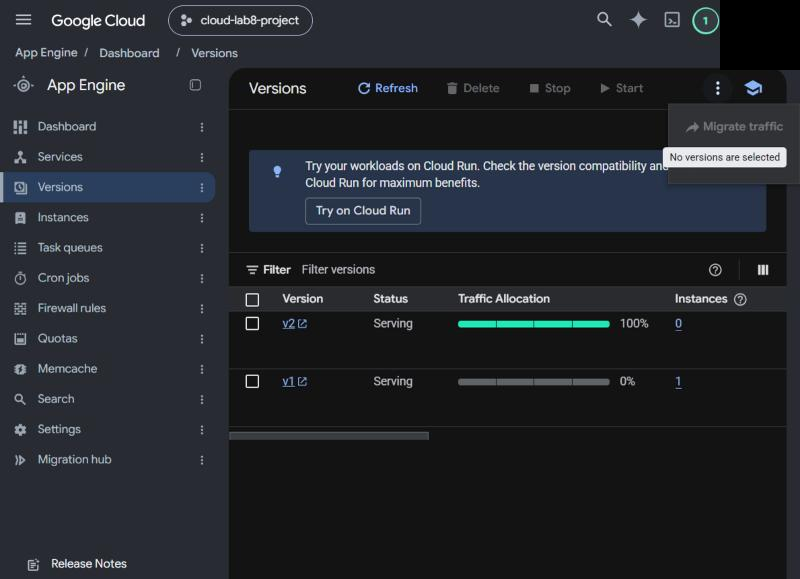 Google Cloud
cloud-lab8-project
1
App Engine / Dashboard / Versions
App Engine
Dashboard
Services
Versions
Instances
Task queues
Cron jobs
Firewall rules
Quotas
Memcache
Search
Settings
Migration hub
Release Notes
Versions Refresh Delete Stop Start
Migrate traffic
No versions are selected
Try your workloads on Cloud Run. Check the version compatibility and
Cloud Run for maximum benefits.
Try on Cloud Run
Filter Filter versions
Version Status Traffic Allocation Instances
v2 Serving 100% 0
v1 Serving 0% 1